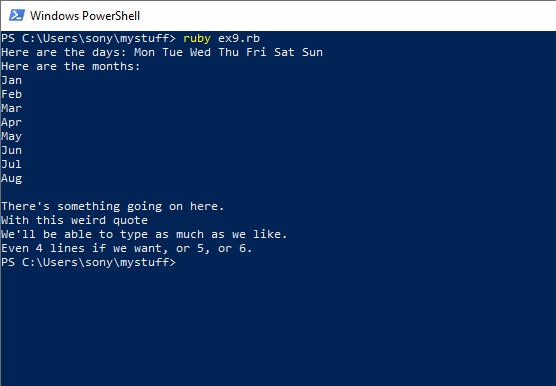 Windows PowerShell
PS C:\Users\sony\mystuff> ruby ex9.rb
Here are the days: Mon Tue Wed Thu Fri Sat Sun
Here are the months:
Jan
Feb
Mar
Apr
May
Jun
Jul
Aug
There's something going on here.
With this weird quote
We'll be able to type as much as we like.
Even 4 lines if we want, or 5, or 6.
PS C:\Users\sony\mystuff>